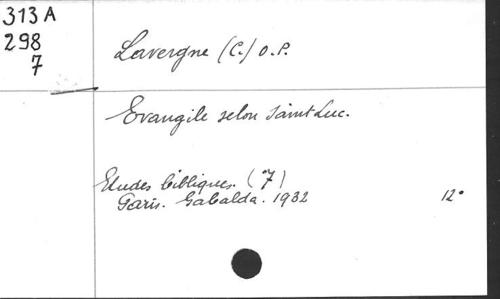 313 A
298
7
Lavergne (C.) O.P.
Evangile selon Saint Luc.
Etudes bibliques. (7)
Paris. Gabalda. 1932
12°